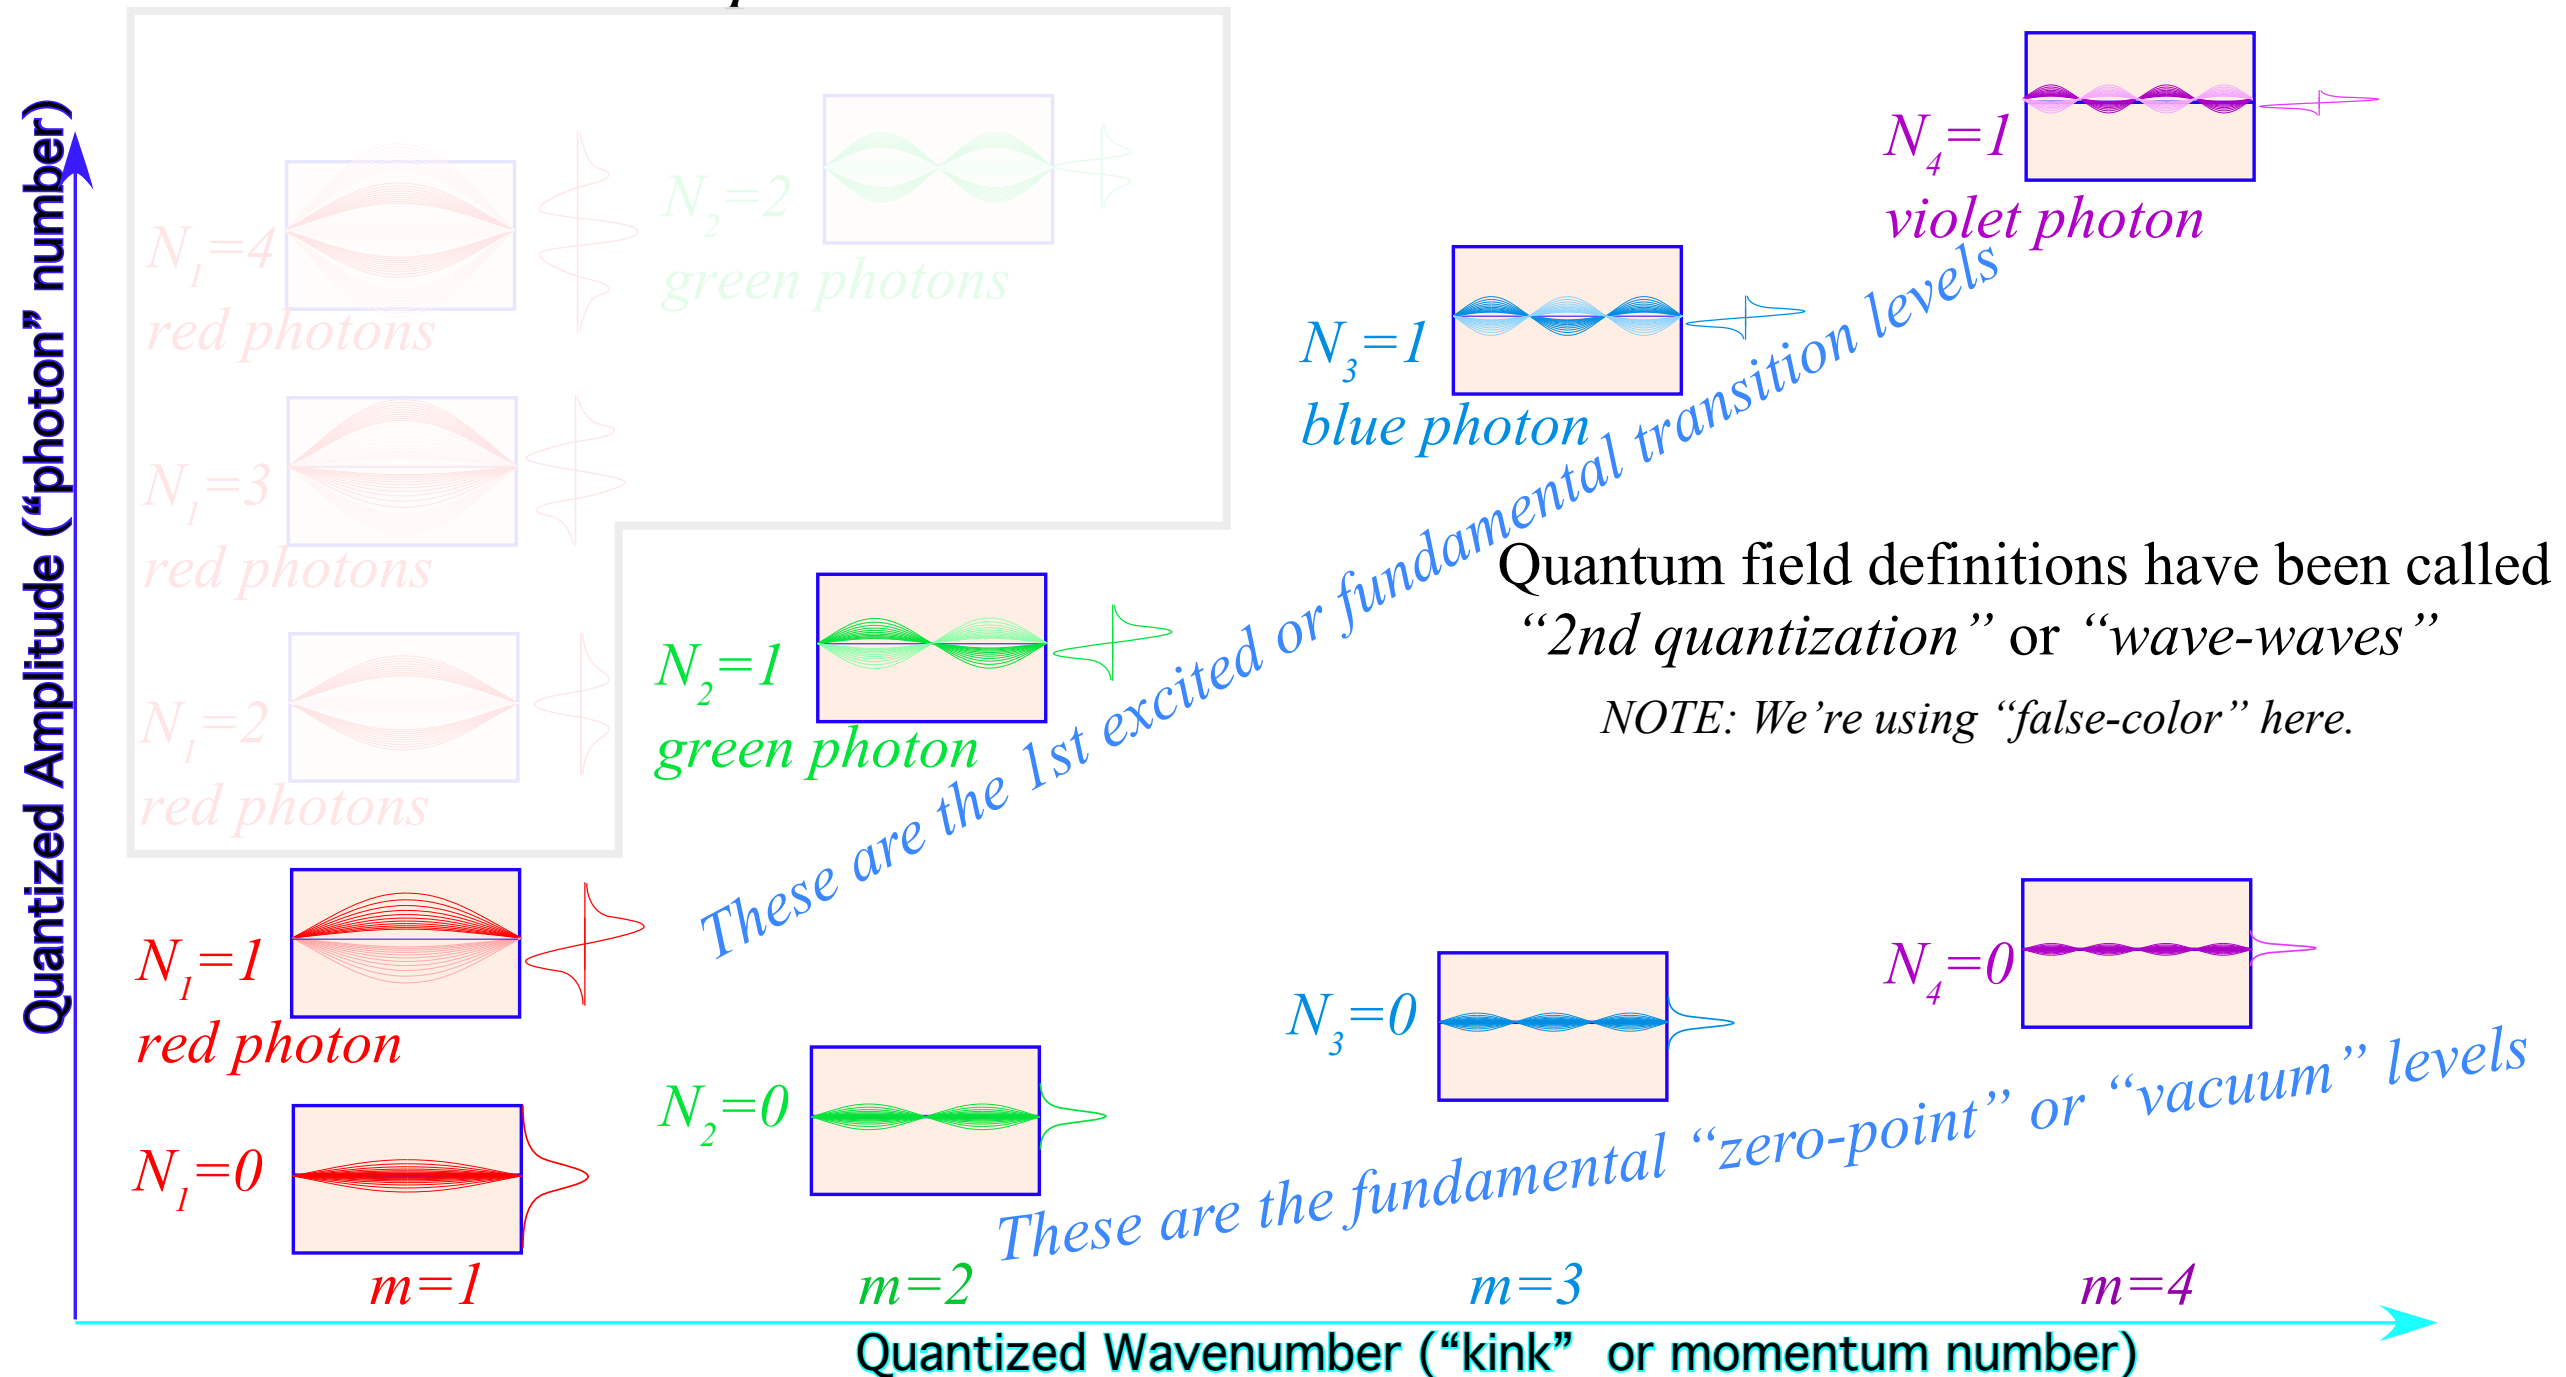 Quantized Amplitude (“photon” number)
N1=4
red photons
N2=2
green photons
N1=3
red photons
N1=2
red photons
N4=1
violet photon
N3=1
blue photon
N2=1
green photon
N1=1
red photon
These are the 1st excited or fundamental transition levels
Quantum field definitions have been called
“2nd quantization” or “wave-waves”
NOTE: We’re using “false-color” here.
N1=0
N2=0
N3=0
N4=0
These are the fundamental “zero-point” or “vacuum” levels
m=1
m=2
m=3
m=4
Quantized Wavenumber (“kink” or momentum number)